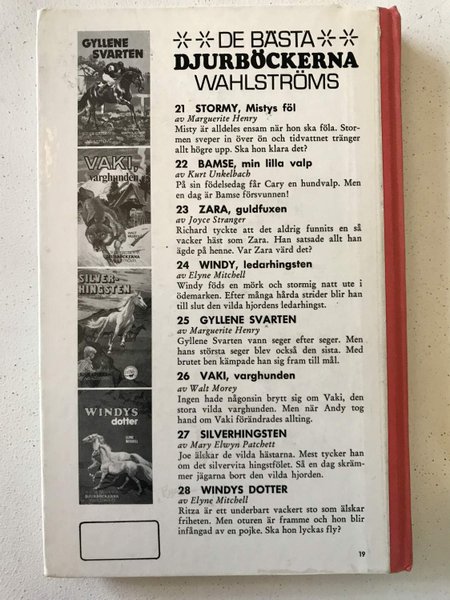 DE BÄSTA
DJURBÖCKERNA
WAHLSTRÖMS
21 STORMY, Mistys föl
av Marguerite Henry
Misty är alldeles ensam när hon ska föla. Stor-
men sveper in över ön och tidvattnet tränger
allt högre upp. Ska hon klara det?
22 BAMSE, min lilla valp
av Kurt Unkelbach
På sin födelsedag får Cary en hundvalp. Men
en dag är Bamse försvunnen!
23 ZARA, guldfuxen
av Joyce Stranger
Richard tyckte att det aldrig funnits en så
vacker häst som Zara. Han satsade allt han
ägde på henne. Var Zara värd det?
24 WINDY, ledarhingsten
av Elyne Mitchell
Windy föds en mörk och stormig natt ute i
ödemarken. Efter många hårda strider blir han
till slut den vilda hjordens ledarhingst.
25 GYLLENE SVARTEN
av Marguerite Henry
Gyllene Svarten vann seger efter seger. Men
hans största seger blev också den sista. Med
brutet ben kämpade han sig fram till mål.
26 VAKI, varghunden
av Walt Morey
Ingen hade någonsin brytt sig om Vaki, den
stora vilda varghunden. Men när Andy tog
hand om Vaki förändrades allting.
27 SILVERHINGSTEN
av Mary Elwyn Patchett
Joe älskar de vilda hästarna. Mest tycker han
om det silvervita hingstfölet. Så en dag skräm-
mer jägarna bort den vilda hjorden.
28 WINDYS DOTTER
av Elyne Mitchell
Ritza är ett underbart vackert sto som älskar
friheten. Men oturen är framme och hon blir
infångad av en pojke. Ska hon lyckas fly?
19
GYLLENE
SVARTEN
VAKI,
varghunden
SILVER-
HINGSTEN
WINDYS
dotter
ELYNE
MITCHELL
DJURBÖCKERNA